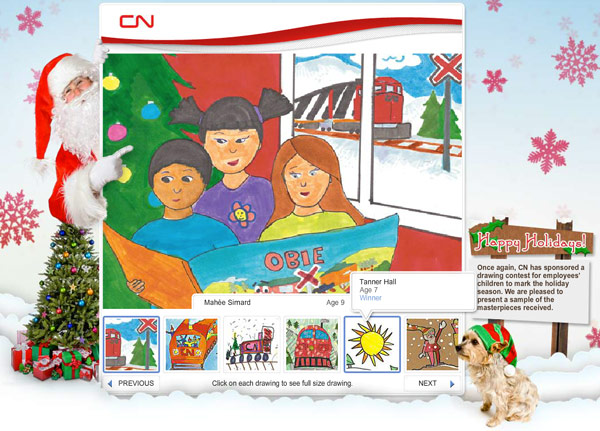 CN
OBIE
Happy Holidays!
Once again, CN has sponsored a
drawing contest for employees'
children to mark the holiday
season. We are pleased to
present a sample of the
masterpieces received.
Tanner Hall
Age 7
Winner
Mahée Simard Age 9
CN
CN
PREVIOUS
Click on each drawing to see full size drawing.
NEXT